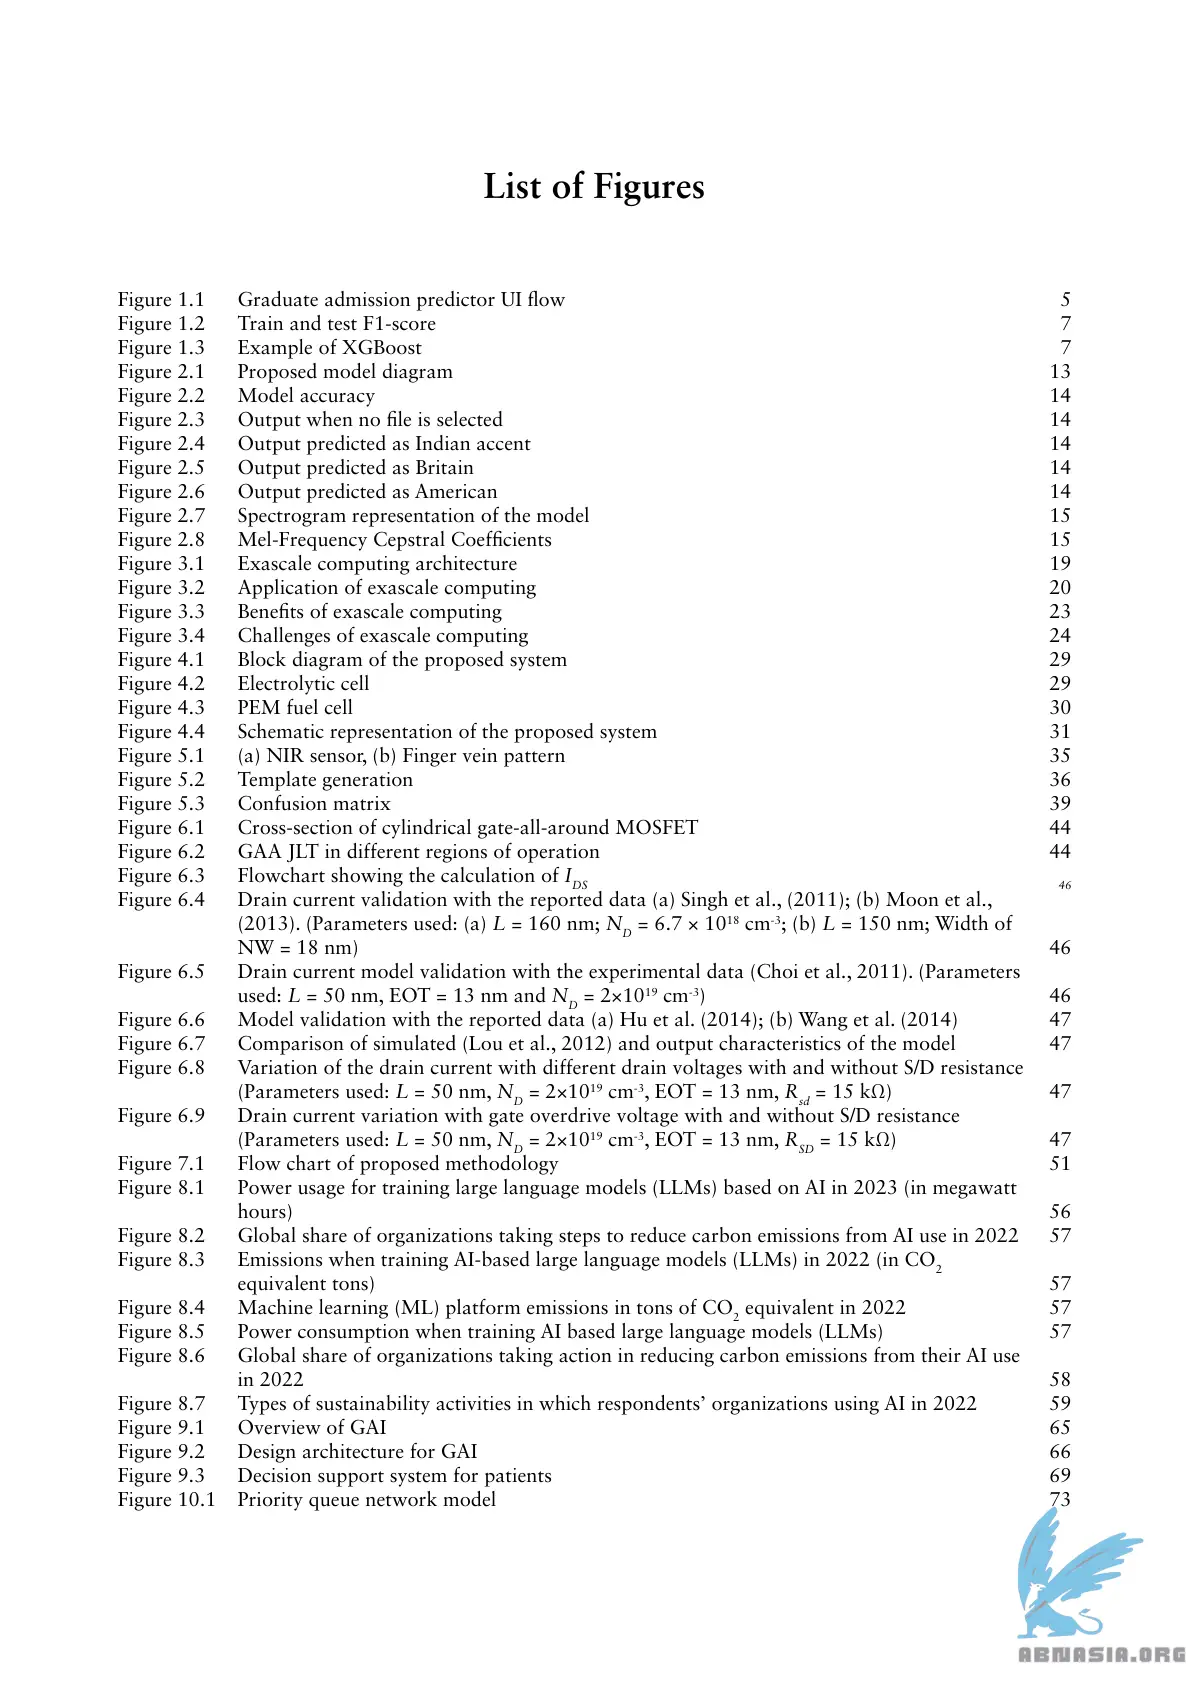 List of Figures
Figure 1.1 Graduate admission predictor UI flow 5
Figure 1.2 Train and test F1-score 7
Figure 1.3 Example of XGBoost 7
Figure 2.1 Proposed model diagram 13
Figure 2.2 Model accuracy 14
Figure 2.3 Output when no file is selected 14
Figure 2.4 Output predicted as Indian accent 14
Figure 2.5 Output predicted as Britain 14
Figure 2.6 Output predicted as American 14
Figure 2.7 Spectrogram representation of the model 15
Figure 2.8 Mel-Frequency Cepstral Coefficients 15
Figure 3.1 Exascale computing architecture 19
Figure 3.2 Application of exascale computing 20
Figure 3.3 Benefits of exascale computing 23
Figure 3.4 Challenges of exascale computing 24
Figure 4.1 Block diagram of the proposed system 29
Figure 4.2 Electrolytic cell 29
Figure 4.3 PEM fuel cell 30
Figure 4.4 Schematic representation of the proposed system 31
Figure 5.1 (a) NIR sensor, (b) Finger vein pattern 35
Figure 5.2 Template generation 36
Figure 5.3 Confusion matrix 39
Figure 6.1 Cross-section of cylindrical gate-all-around MOSFET 44
Figure 6.2 GAA JLT in different regions of operation 44
Figure 6.3 Flowchart showing the calculation of I_DS 46
Figure 6.4 Drain current validation with the reported data (a) Singh et al., (2011); (b) Moon et al.,
(2013). (Parameters used: (a) L = 160 nm; N_D = 6.7 × 10¹⁸ cm⁻³; (b) L = 150 nm; Width of
NW = 18 nm) 46
Figure 6.5 Drain current model validation with the experimental data (Choi et al., 2011). (Parameters
used: L = 50 nm, EOT = 13 nm and N_D = 2×10¹⁹ cm⁻³) 46
Figure 6.6 Model validation with the reported data (a) Hu et al. (2014); (b) Wang et al. (2014) 47
Figure 6.7 Comparison of simulated (Lou et al., 2012) and output characteristics of the model 47
Figure 6.8 Variation of the drain current with different drain voltages with and without S/D resistance
(Parameters used: L = 50 nm, N_D = 2×10¹⁹ cm⁻³, EOT = 13 nm, R_sd = 15 kΩ) 47
Figure 6.9 Drain current variation with gate overdrive voltage with and without S/D resistance
(Parameters used: L = 50 nm, N_D = 2×10¹⁹ cm⁻³, EOT = 13 nm, R_SD = 15 kΩ) 47
Figure 7.1 Flow chart of proposed methodology 51
Figure 8.1 Power usage for training large language models (LLMs) based on AI in 2023 (in megawatt
hours) 56
Figure 8.2 Global share of organizations taking steps to reduce carbon emissions from AI use in 2022 57
Figure 8.3 Emissions when training AI-based large language models (LLMs) in 2022 (in CO₂
equivalent tons) 57
Figure 8.4 Machine learning (ML) platform emissions in tons of CO₂ equivalent in 2022 57
Figure 8.5 Power consumption when training AI based large language models (LLMs) 57
Figure 8.6 Global share of organizations taking action in reducing carbon emissions from their AI use
in 2022 58
Figure 8.7 Types of sustainability activities in which respondents’ organizations using AI in 2022 59
Figure 9.1 Overview of GAI 65
Figure 9.2 Design architecture for GAI 66
Figure 9.3 Decision support system for patients 69
Figure 10.1 Priority queue network model 73
ABNASIA.ORG